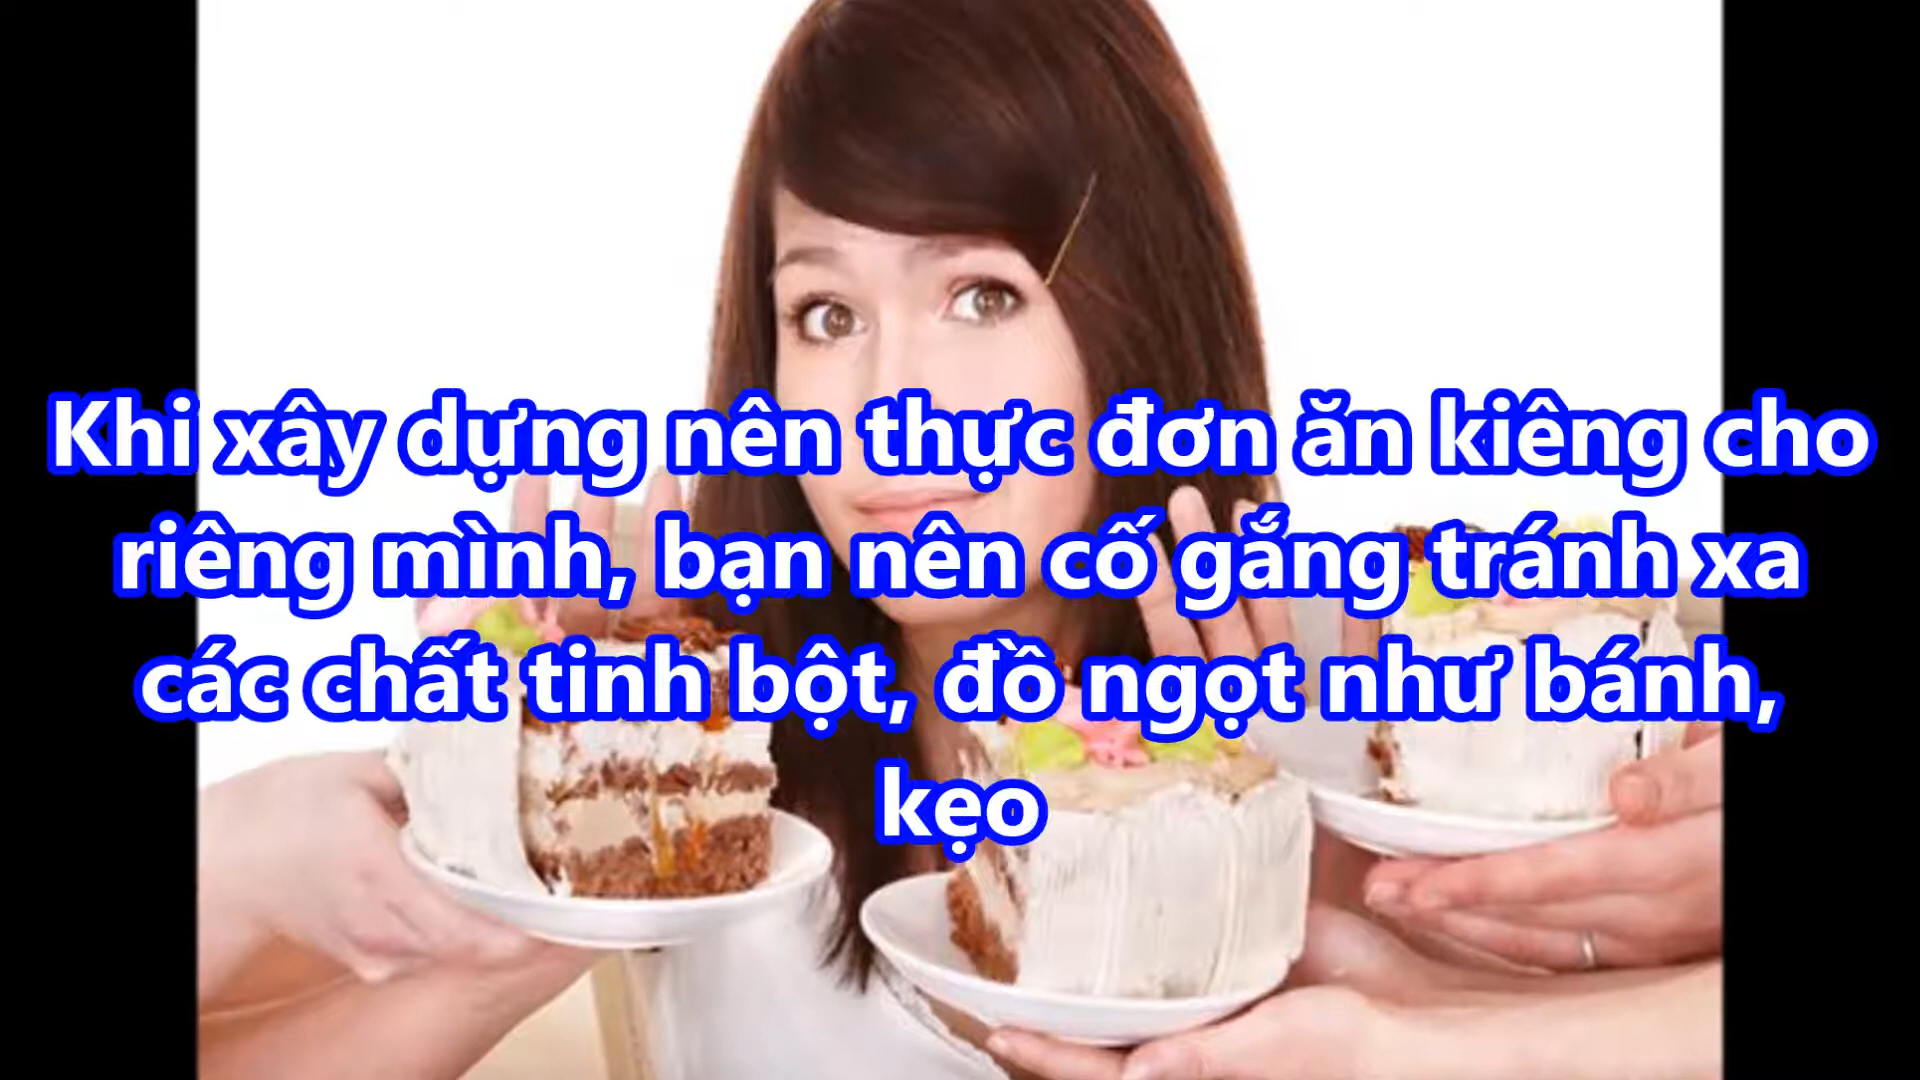 Khi xây dựng nên thực đơn ăn kiêng cho
riêng mình, bạn nên cố gắng tránh xa
các chất tinh bột, đồ ngọt như bánh,
kẹo